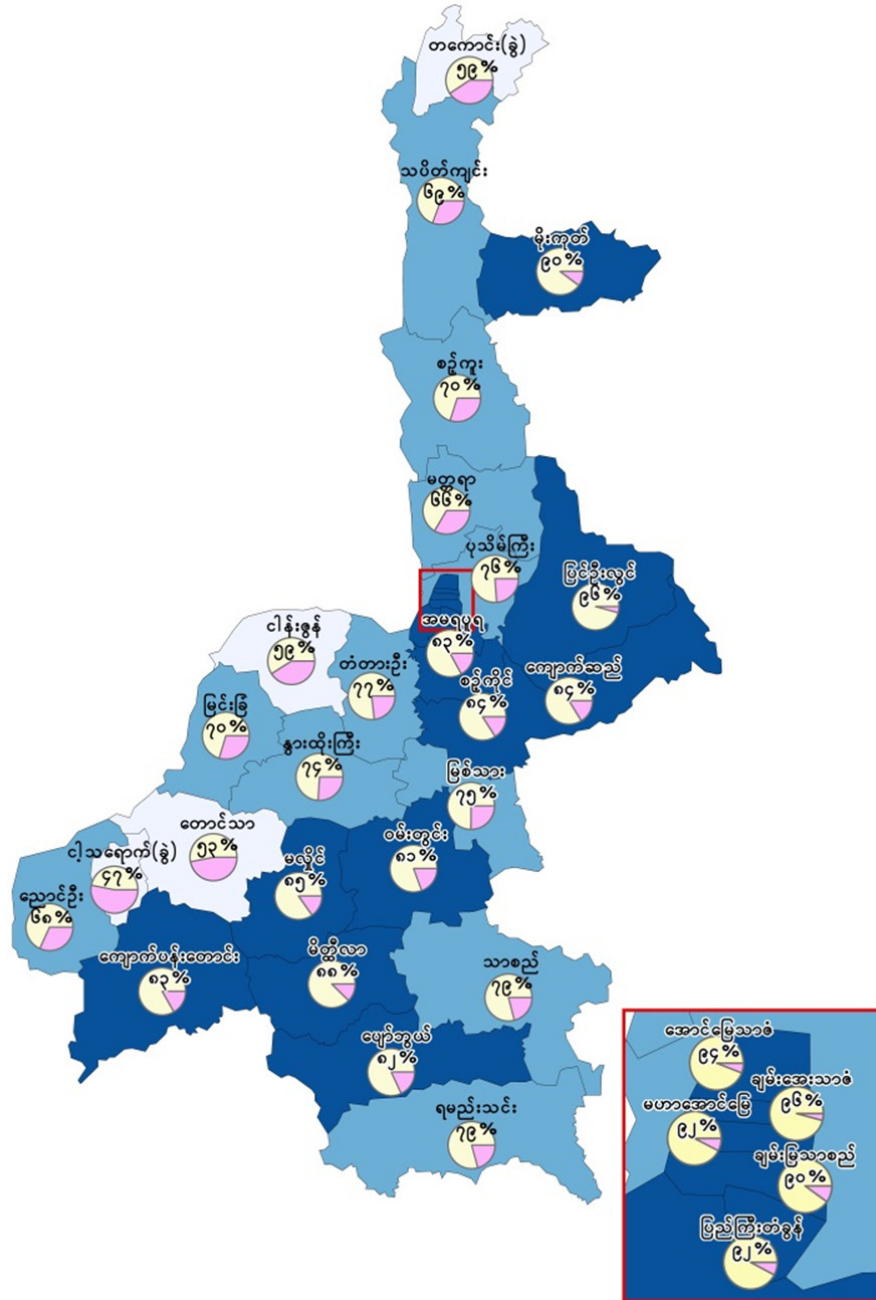 တကောင်း(ခွဲ)
၅၉%
သပိတ်ကျင်း
၆၉%
မိုးကုတ်
၉၀%
စဉ့်ကူး
၇၀%
မတ္တရာ
၆၆%
ပုသိမ်ကြီး
၇၆%
ပြင်ဦးလွင်
၉၆%
အမရပူရ
၈၃%
ငါန်းဇွန်
၅၉%
တံတားဦး
၇၇%
စဉ့်ကိုင်
၈၄%
ကျောက်ဆည်
၈၄%
မြင်းခြံ
၇၀%
နွားထိုးကြီး
၇၄%
မြစ်သား
၇၅%
တောင်သာ
၅၃%
ငါ့သရောက်(ခွဲ)
၄၇%
မလှိုင်
၈၅%
ဝမ်းတွင်း
၈၁%
ညောင်ဦး
၆၈%
ကျောက်ပန်းတောင်း
၈၃%
မိတ္ထီလာ
၈၈%
သာစည်
၇၉%
ပျော်ဘွယ်
၈၂%
ရမည်းသင်း
၇၉%
အောင်မြေသာဇံ
၉၄%
ချမ်းအေးသာဇံ
၉၆%
မဟာအောင်မြေ
၉၂%
ချမ်းမြသာစည်
၉၀%
ပြည်ကြီးတံခွန်
၉၂%